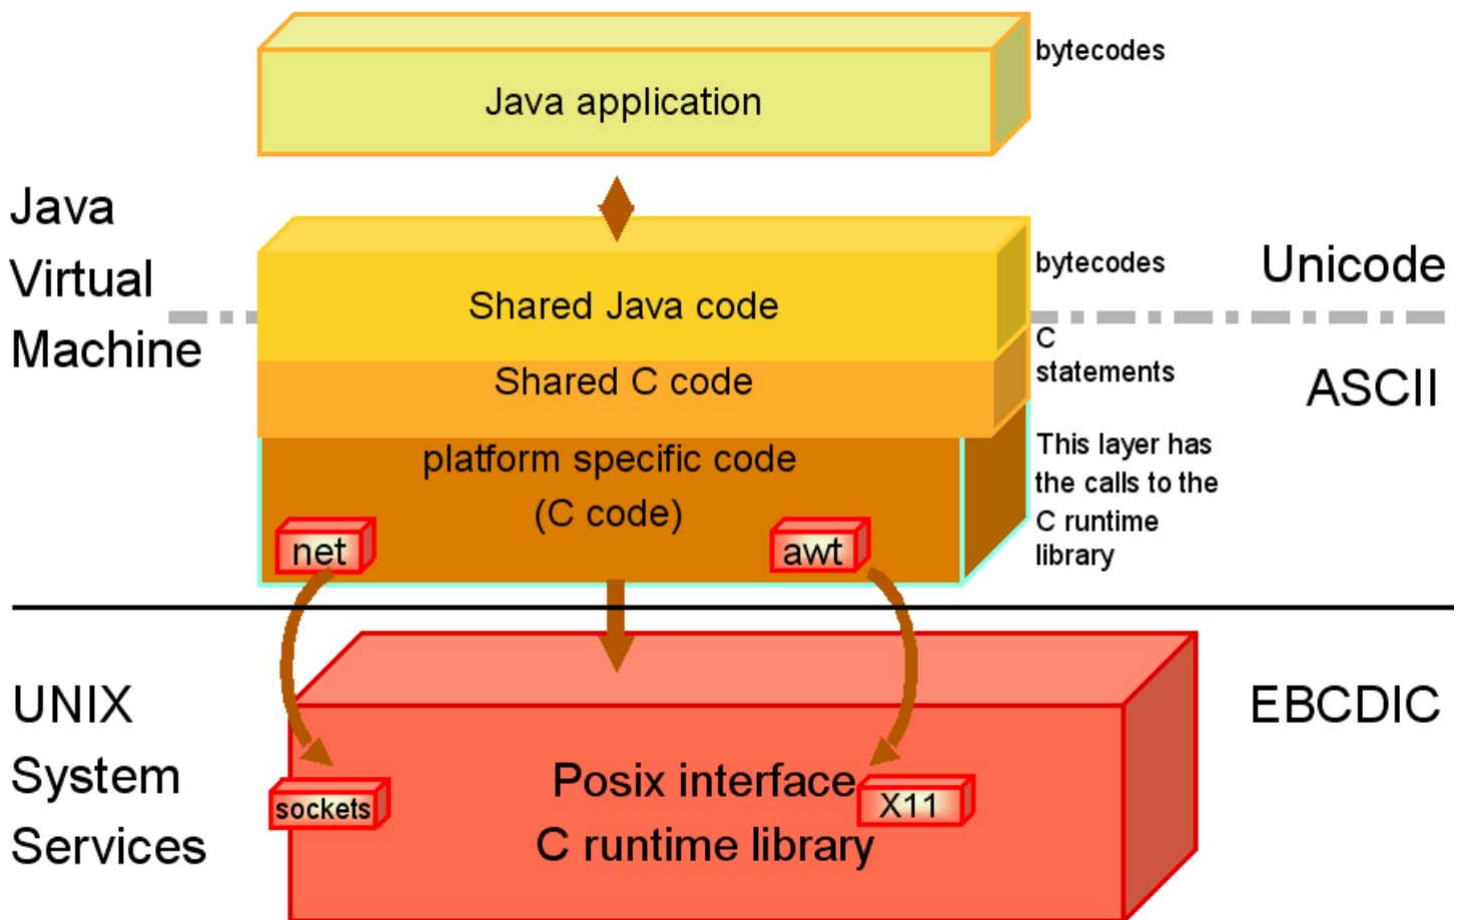 bytecodes
Java application
Java
Virtual
Machine
bytecodes
Unicode
Shared Java code
C
statements
Shared C code
ASCII
platform specific code
(C code)
This layer has
the calls to the
C runtime
library
net
awt
UNIX
System
Services
EBCDIC
Posix interface
C runtime library
sockets
X11